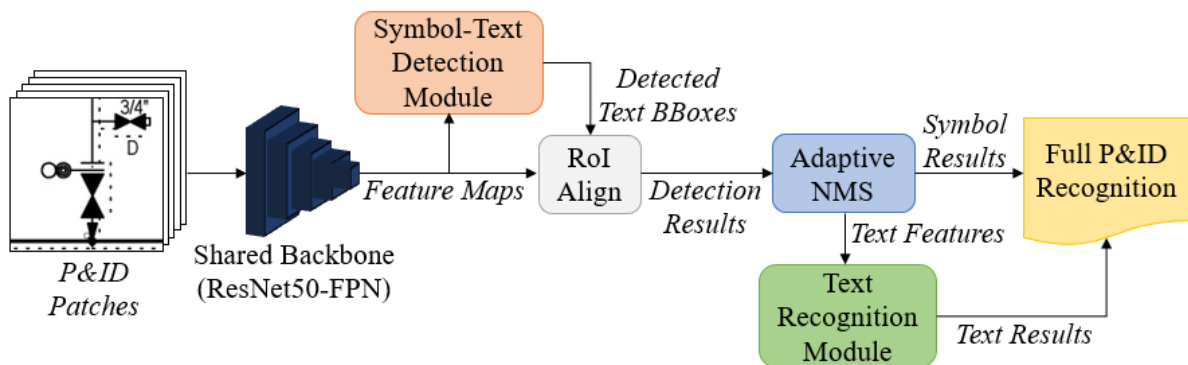 3/4"
D
P&ID
Patches
Shared Backbone
(ResNet50-FPN)
Feature Maps
Symbol-Text
Detection
Module
Detected
Text BBoxes
RoI
Align
Detection
Results
Adaptive
NMS
Symbol
Results
Text Features
Text
Recognition
Module
Text Results
Full P&ID
Recognition